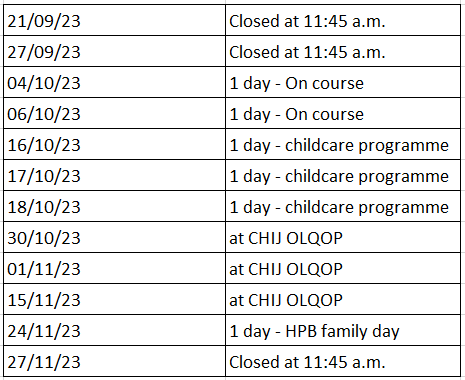 21/09/23 Closed at 11:45 a.m.
27/09/23 Closed at 11:45 a.m.
04/10/23 1 day - On course
06/10/23 1 day - On course
16/10/23 1 day - childcare programme
17/10/23 1 day - childcare programme
18/10/23 1 day - childcare programme
30/10/23 at CHIJ OLQOP
01/11/23 at CHIJ OLQOP
15/11/23 at CHIJ OLQOP
24/11/23 1 day - HPB family day
27/11/23 Closed at 11:45 a.m.